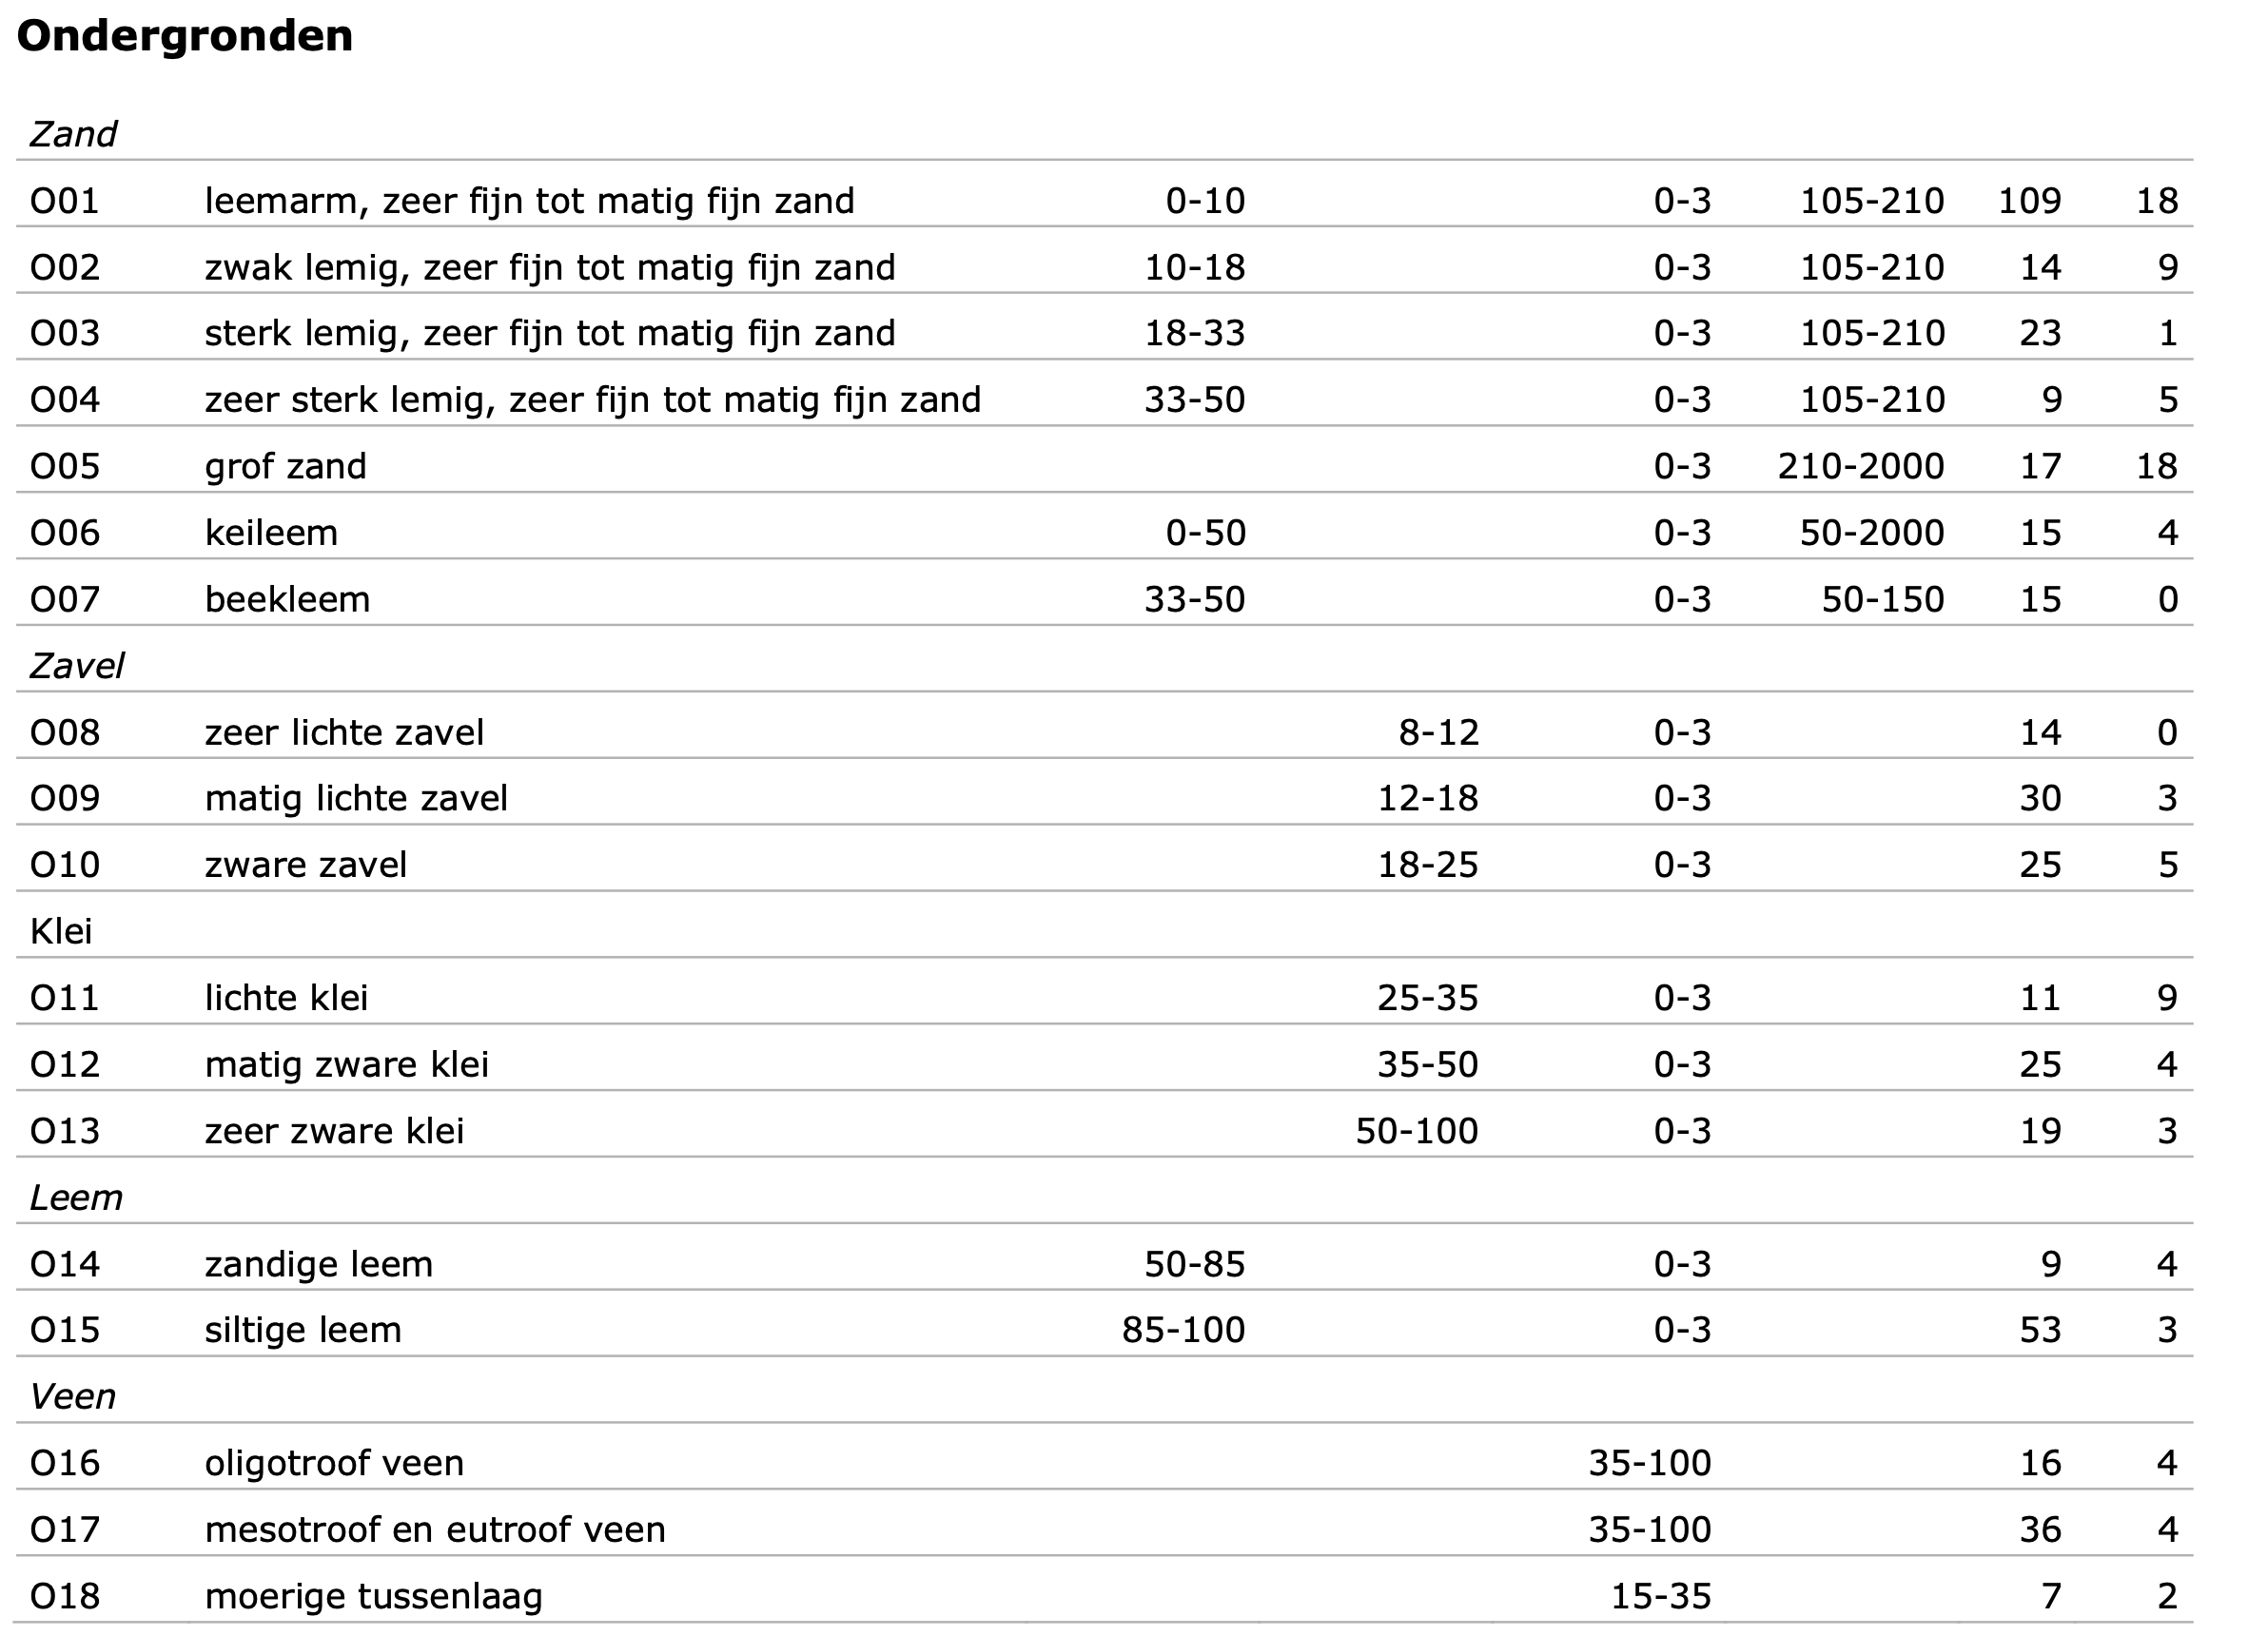 Ondergronden
Zand
O01 leemarm, zeer fijn tot matig fijn zand 0-10 0-3 105-210 109 18
O02 zwak lemig, zeer fijn tot matig fijn zand 10-18 0-3 105-210 14 9
O03 sterk lemig, zeer fijn tot matig fijn zand 18-33 0-3 105-210 23 1
O04 zeer sterk lemig, zeer fijn tot matig fijn zand 33-50 0-3 105-210 9 5
O05 grof zand 0-3 210-2000 17 18
O06 keileem 0-50 0-3 50-2000 15 4
O07 beekleem 33-50 0-3 50-150 15 0
Zavel
O08 zeer lichte zavel 8-12 0-3 14 0
O09 matig lichte zavel 12-18 0-3 30 3
O10 zware zavel 18-25 0-3 25 5
Klei
O11 lichte klei 25-35 0-3 11 9
O12 matig zware klei 35-50 0-3 25 4
O13 zeer zware klei 50-100 0-3 19 3
Leem
O14 zandige leem 50-85 0-3 9 4
O15 siltige leem 85-100 0-3 53 3
Veen
O16 oligotroof veen 35-100 16 4
O17 mesotroof en eutroof veen 35-100 36 4
O18 moerige tussenlaag 15-35 7 2